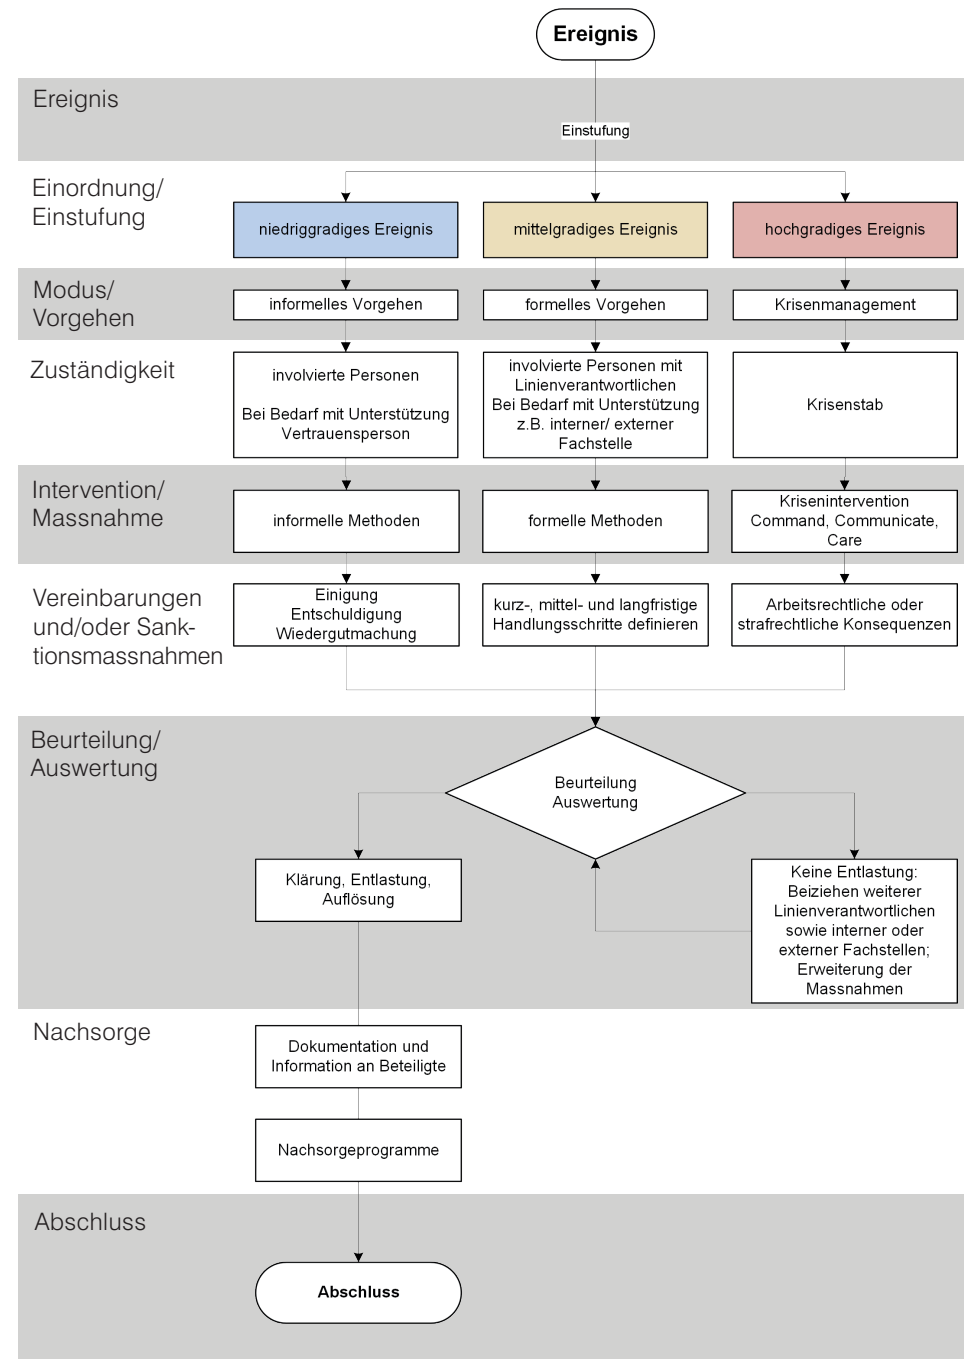 Ereignis
Ereignis
Einstufung
Einordnung/
Einstufung
niedriggradiges Ereignis
mittelgradiges Ereignis
hochgradiges Ereignis
Modus/
Vorgehen
informelles Vorgehen
formelles Vorgehen
Krisenmanagement
Zuständigkeit
involvierte Personen
Bei Bedarf mit Unterstützung
Vertrauensperson
involvierte Personen mit
Linienverantwortlichen
Bei Bedarf mit Unterstützung
z.B. interner/ externer
Fachstelle
Krisenstab
Intervention/
Massnahme
informelle Methoden
formelle Methoden
Krisenintervention
Command, Communicate,
Care
Vereinbarungen
und/oder Sank-
tionsmassnahmen
Einigung
Entschuldigung
Wiedergutmachung
kurz-, mittel- und langfristige
Handlungsschritte definieren
Arbeitsrechtliche oder
strafrechtliche Konsequenzen
Beurteilung/
Auswertung
Beurteilung
Auswertung
Klärung, Entlastung,
Auflösung
Keine Entlastung:
Beiziehen weiterer
Linienverantwortlichen
sowie interner oder
externer Fachstellen;
Erweiterung der
Massnahmen
Nachsorge
Dokumentation und
Information an Beteiligte
Nachsorgeprogramme
Abschluss
Abschluss